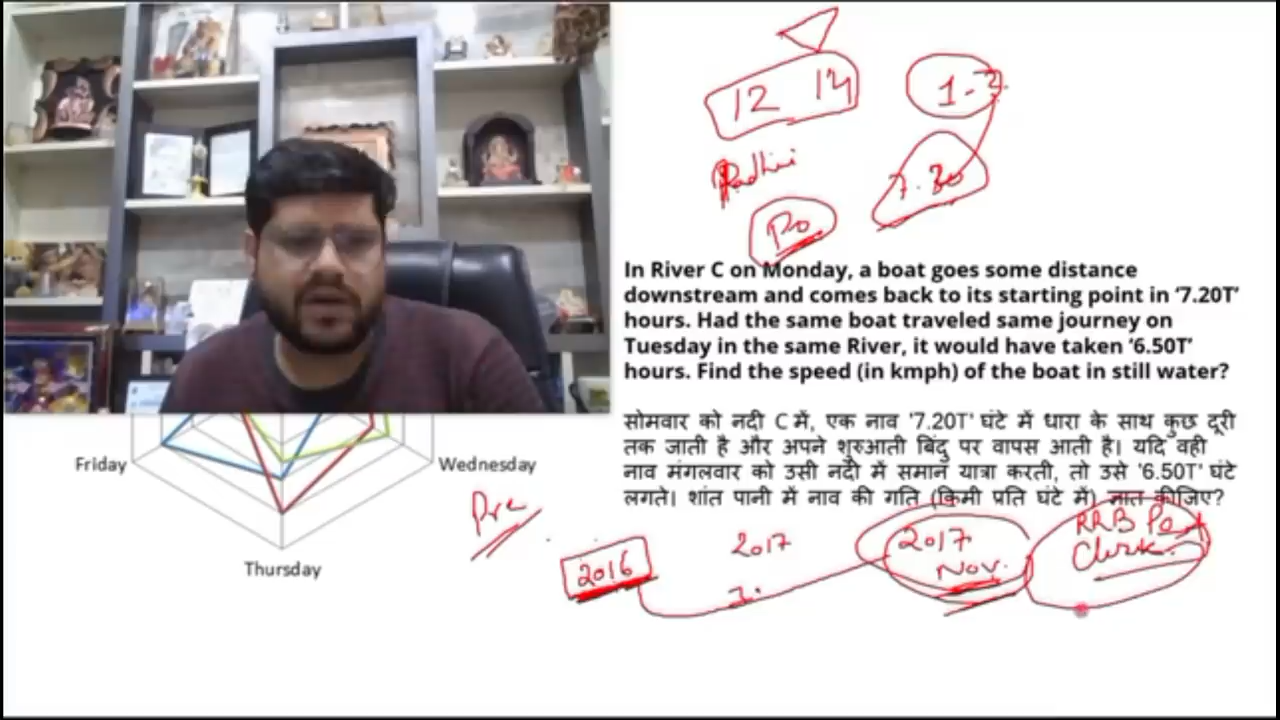 12 14
1-2
Padhii
7.30
PO
In River C on Monday, a boat goes some distance
downstream and comes back to its starting point in ‘7.20T’
hours. Had the same boat traveled same journey on
Tuesday in the same River, it would have taken ‘6.50T’
hours. Find the speed (in kmph) of the boat in still water?
सोमवार को नदी C में, एक नाव '7.20T' घंटे में धारा के साथ कुछ दूरी
तक जाती है और अपने शुरुआती बिंदु पर वापस आती है। यदि वही
नाव मंगलवार को उसी नदी में समान यात्रा करती, तो उसे '6.50T' घंटे
लगते। शांत पानी में नाव की गति (किमी प्रति घंटे में) ज्ञात कीजिए?
Friday
Wednesday
Thursday
Pre
2016
2017
2017
Nov.
RRB
Clerk